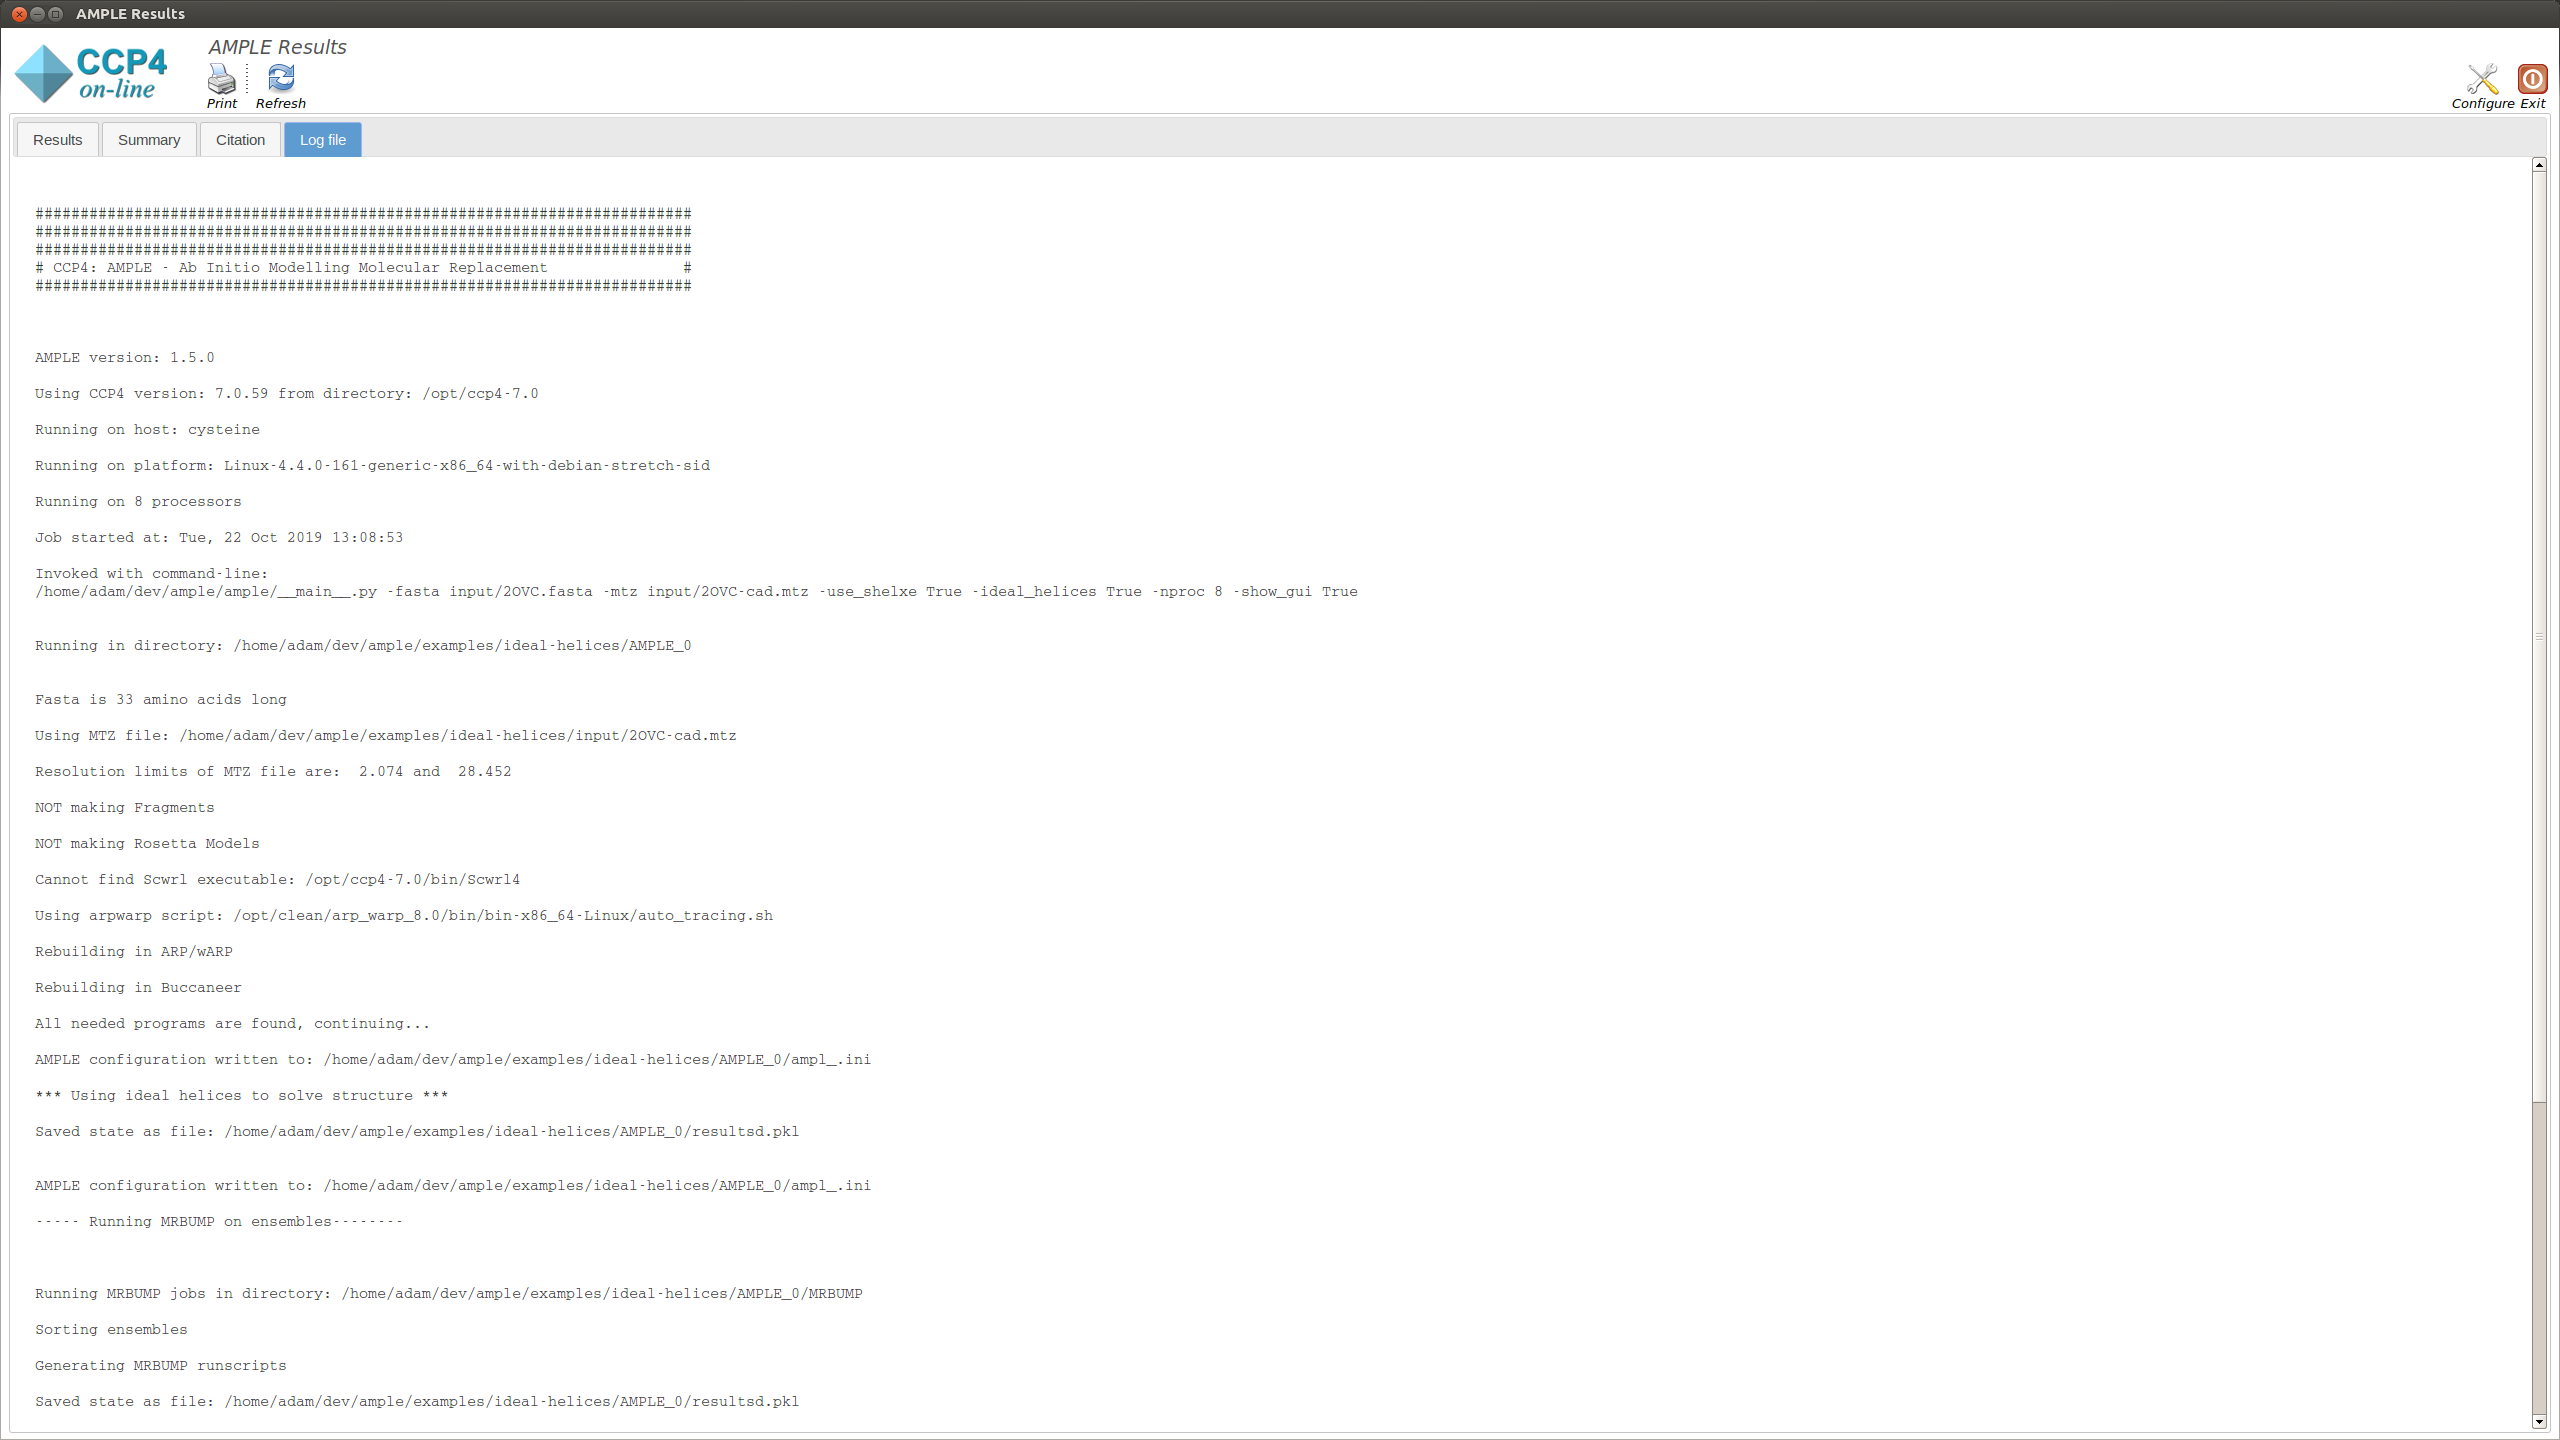 AMPLE Results
CCP4
on-line
AMPLE Results
Print
Refresh
Configure Exit
Results Summary Citation Log file
#########################################################################
#########################################################################
#########################################################################
# CCP4: AMPLE - Ab Initio Modelling Molecular Replacement               #
#########################################################################
AMPLE version: 1.5.0
Using CCP4 version: 7.0.59 from directory: /opt/ccp4-7.0
Running on host: cysteine
Running on platform: Linux-4.4.0-161-generic-x86_64-with-debian-stretch-sid
Running on 8 processors
Job started at: Tue, 22 Oct 2019 13:08:53
Invoked with command-line:
/home/adam/dev/ample/ample/__main__.py -fasta input/2OVC.fasta -mtz input/2OVC-cad.mtz -use_shelxe True -ideal_helices True -nproc 8 -show_gui True
Running in directory: /home/adam/dev/ample/examples/ideal-helices/AMPLE_0
Fasta is 33 amino acids long
Using MTZ file: /home/adam/dev/ample/examples/ideal-helices/input/2OVC-cad.mtz
Resolution limits of MTZ file are:  2.074 and  28.452
NOT making Fragments
NOT making Rosetta Models
Cannot find Scwrl executable: /opt/ccp4-7.0/bin/Scwrl4
Using arpwarp script: /opt/clean/arp_warp_8.0/bin/bin-x86_64-Linux/auto_tracing.sh
Rebuilding in ARP/wARP
Rebuilding in Buccaneer
All needed programs are found, continuing...
AMPLE configuration written to: /home/adam/dev/ample/examples/ideal-helices/AMPLE_0/ampl_.ini
*** Using ideal helices to solve structure ***
Saved state as file: /home/adam/dev/ample/examples/ideal-helices/AMPLE_0/resultsd.pkl
AMPLE configuration written to: /home/adam/dev/ample/examples/ideal-helices/AMPLE_0/ampl_.ini
----- Running MRBUMP on ensembles--------
Running MRBUMP jobs in directory: /home/adam/dev/ample/examples/ideal-helices/AMPLE_0/MRBUMP
Sorting ensembles
Generating MRBUMP runscripts
Saved state as file: /home/adam/dev/ample/examples/ideal-helices/AMPLE_0/resultsd.pkl